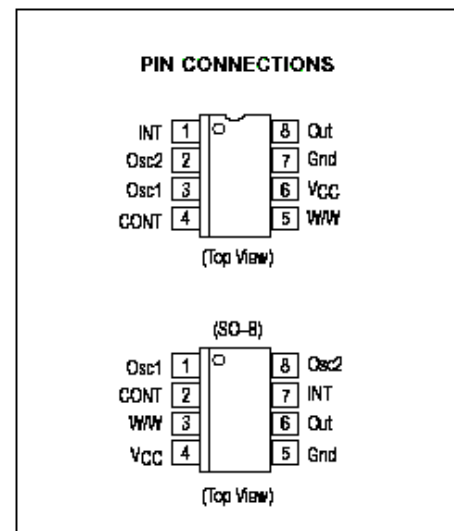 PIN CONNECTIONS
INT 1 8 Out
Osc2 2 7 Gnd
Osc1 3 6 VCC
CONT 4 5 W/W
(Top View)
(SO–8)
Osc1 1 8 Osc2
CONT 2 7 INT
W/W 3 6 Out
VCC 4 5 Gnd
(Top View)